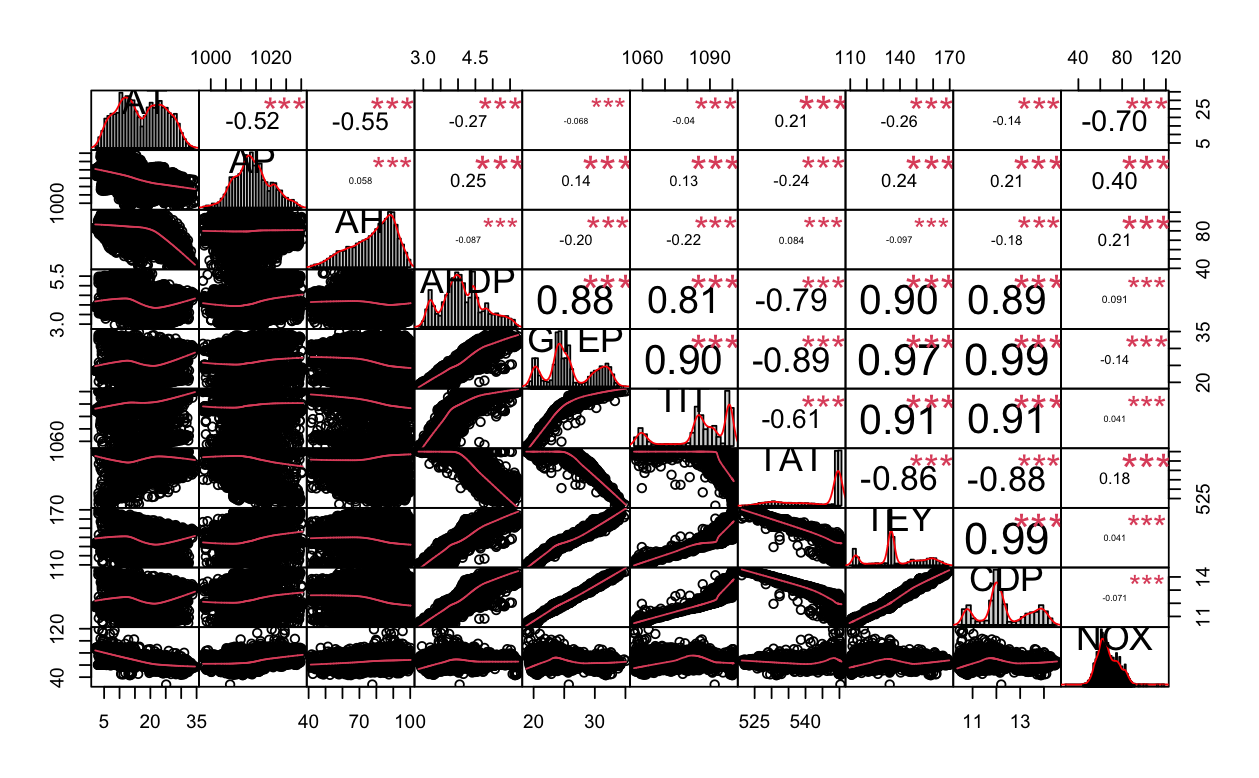 1000 1020 3.0 4.5 1060 1090 110 140 170 40 80 120
AT *** -0.52 *** -0.55 *** -0.27 *** -0.068 *** -0.04 *** 0.21 *** -0.26 *** -0.14 *** -0.70 *** 5 25
1000 AP *** 0.058 *** 0.25 *** 0.14 *** 0.13 *** -0.24 *** 0.24 *** 0.21 *** 0.40
AH *** -0.087 *** -0.20 *** -0.22 *** 0.084 *** -0.097 *** -0.18 *** 0.21 40 80
3.0 5.5 AFDP *** 0.88 *** 0.81 *** -0.79 *** 0.90 *** 0.89 *** 0.091
GTEP *** 0.90 *** -0.89 *** 0.97 *** 0.99 *** -0.14 20 35
1060 TIT *** -0.61 *** 0.91 *** 0.91 *** 0.041
TAT *** -0.86 *** -0.88 *** 0.18 525
110 170 TEY *** 0.99 *** 0.041
CDP *** -0.071 11 14
40 120 NOX
5 20 35 40 70 100 20 30 525 540 11 13